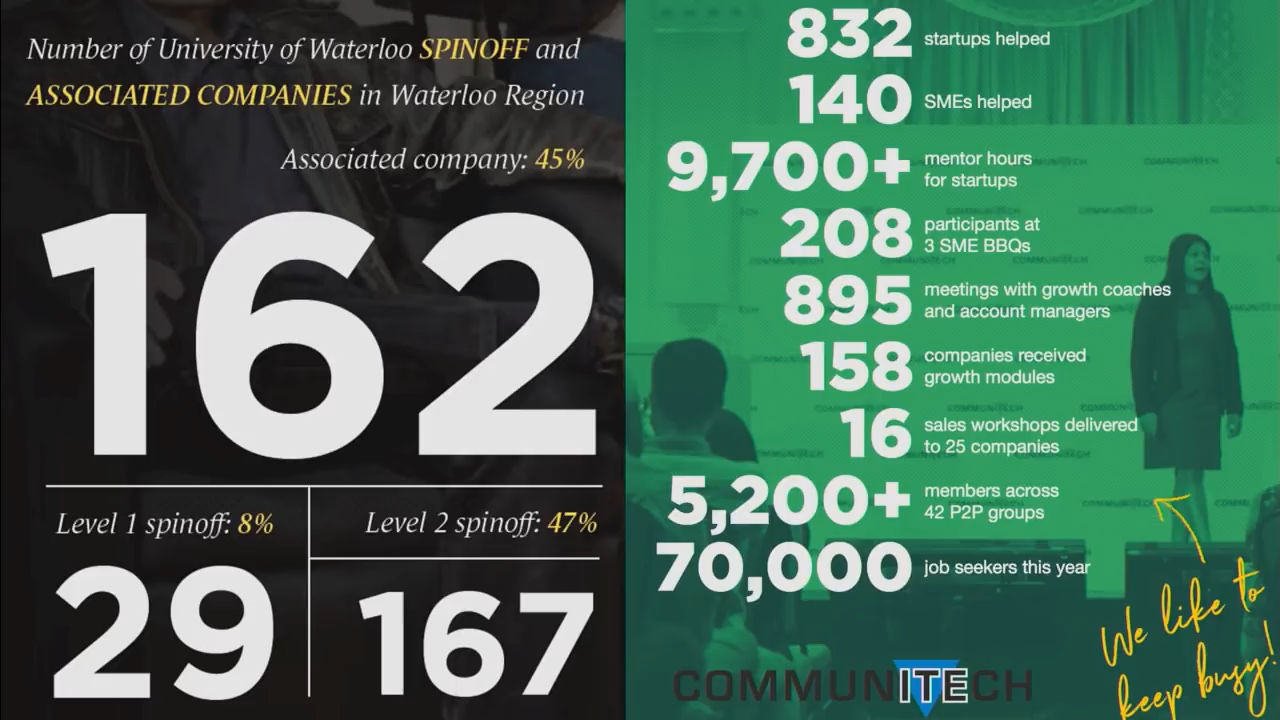 Number of University of Waterloo SPINOFF and
ASSOCIATED COMPANIES in Waterloo Region
Associated company: 45%
162
Level 1 spinoff: 8%
29
Level 2 spinoff: 47%
167
832 startups helped
140 SMEs helped
9,700+ mentor hours
for startups
208 participants at
3 SME BBQs
895 meetings with growth coaches
and account managers
158 companies received
growth modules
16 sales workshops delivered
to 25 companies
5,200+ members across
42 P2P groups
70,000 job seekers this year
We like to
keep busy!
COMMUNITECH